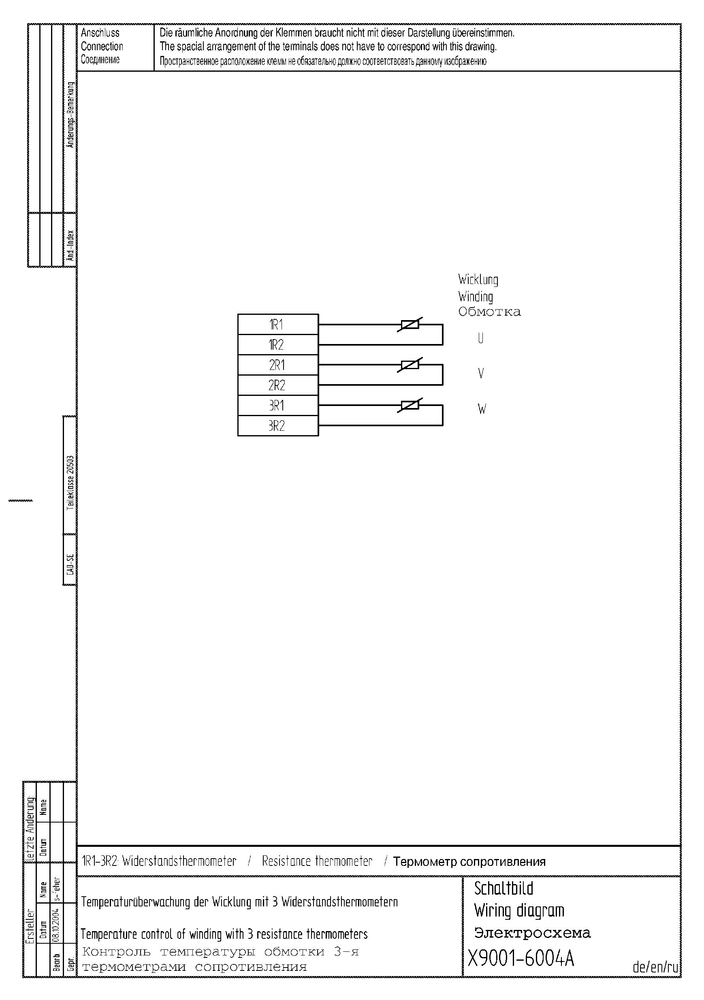 Anschluss
Die räumliche Anordnung der Klemmen braucht nicht mit dieser Darstellung übereinstimmen.
Connection
The spacial arrangement of the terminals does not have to correspond with this drawing.
Соединение
Пространственное расположение клемм не обязательно должно соответствовать данному изображению
Änderungs-Bemerkung
Änd.-Index
Wicklung
Winding
Обмотка
1R1
1R2
U
2R1
2R2
V
3R1
3R2
W
Teileklasse 20503
CAD-SE
letzte Änderung:
Name
Datum
Ersteller
Name
Datum
08.10.2004
Bearb.
Gepr.
1R1-3R2: Widerstandsthermometer / Resistance thermometer / Термометр сопротивления
Temperaturüberwachung der Wicklung mit 3 Widerstandsthermometern
Temperature control of winding with 3 resistance thermometers
Контроль температуры обмотки 3-я
термометрами сопротивления
Schaltbild
Wiring diagram
Электросхема
X9001-6004A
de/en/ru